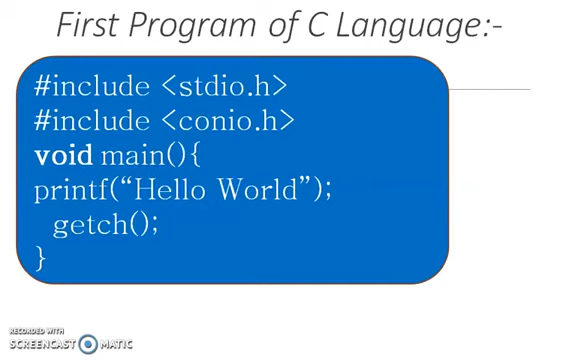 First Program of C Language:-
#include <stdio.h>
#include <conio.h>
void main(){
printf(“Hello World”);
getch();
}
RECORDED WITH
SCREENCAST MATIC